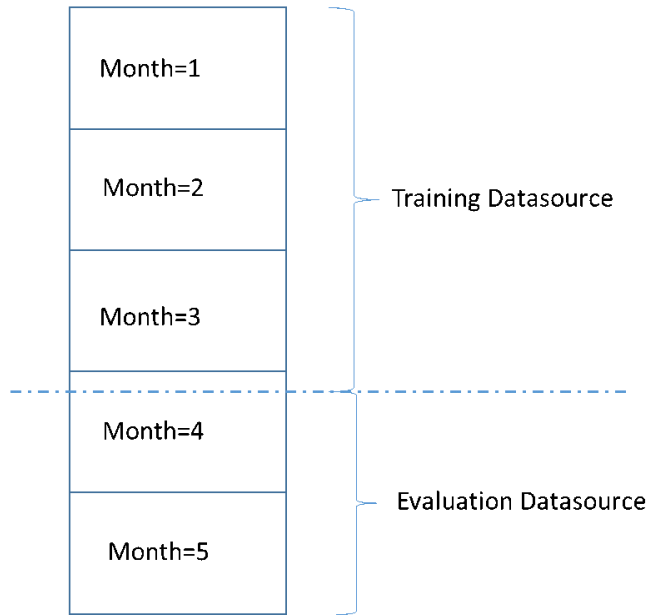 Month=1
Month=2
Training Datasource
Month=3
Month=4
Evaluation Datasource
Month=5